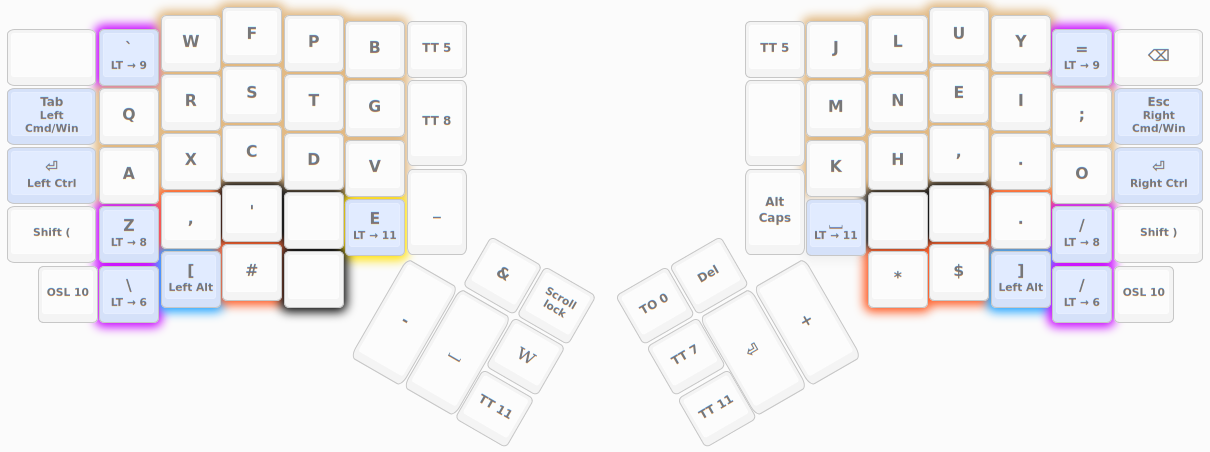 `
LT → 9
W
F
P
B
TT 5
Tab
Left
Cmd/Win
Q
R
S
T
G
TT 8
⏎
Left Ctrl
A
X
C
D
V
Shift (
Z
LT → 8
,
'
E
LT → 11
_
OSL 10
\
LT → 6
[
Left Alt
#
&
Scroll
lock
-
⎵
W
TT 11
TT 5
J
L
U
Y
=
LT → 9
⌫
M
N
E
I
;
Esc
Right
Cmd/Win
K
H
,
.
O
⏎
Right Ctrl
Alt
Caps
⎵
LT → 11
.
/
LT → 8
Shift )
*
$
]
Left Alt
/
LT → 6
OSL 10
TO 0
Del
TT 7
⏎
+
TT 11